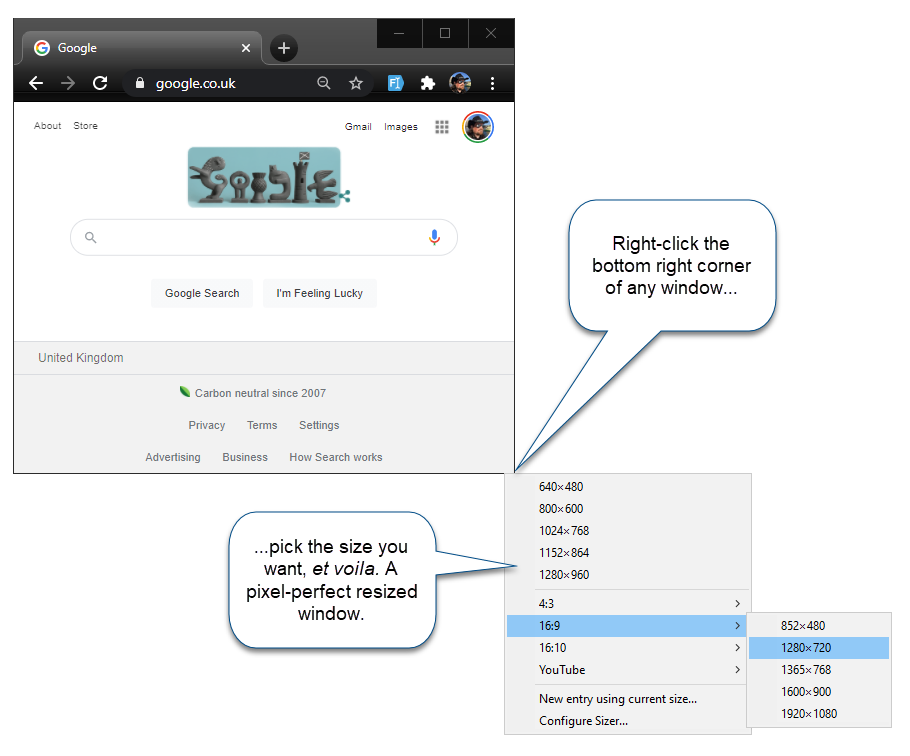 Google
google.co.uk
About Store
Gmail Images
Google
Google Search I'm Feeling Lucky
United Kingdom
Carbon neutral since 2007
Privacy Terms Settings
Advertising Business How Search works
Right-click the
bottom right corner
of any window...
...pick the size you
want, et voila. A
pixel-perfect resized
window.
640×480
800×600
1024×768
1152×864
1280×960
4:3
16:9
16:10
YouTube
New entry using current size...
Configure Sizer...
852×480
1280×720
1365×768
1600×900
1920×1080